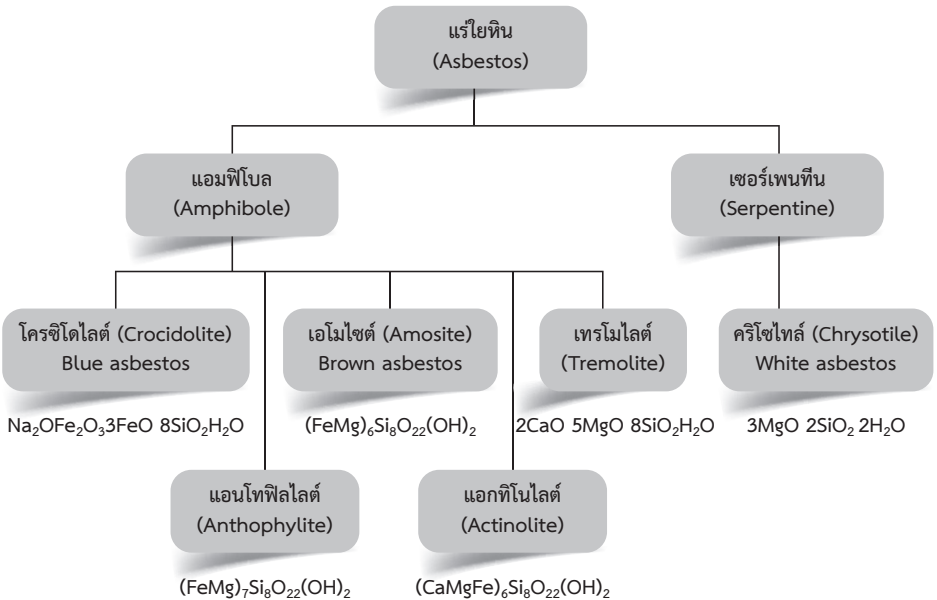 แร่ใยหิน
(Asbestos)
แอมฟิโบล
(Amphibole)
เซอร์เพนทีน
(Serpentine)
โครซิโดไลต์ (Crocidolite)
Blue asbestos
เอโมไซต์ (Amosite)
Brown asbestos
เทรโมไลต์
(Tremolite)
คริโซไทล์ (Chrysotile)
White asbestos
Na₂OFe₂O₃3FeO 8SiO₂H₂O
(FeMg)₆Si₈O₂₂(OH)₂
2CaO 5MgO 8SiO₂H₂O
3MgO 2SiO₂ 2H₂O
แอนโทฟิลไลต์
(Anthophylite)
แอกทิโนไลต์
(Actinolite)
(FeMg)₇Si₈O₂₂(OH)₂
(CaMgFe)₆Si₈O₂₂(OH)₂